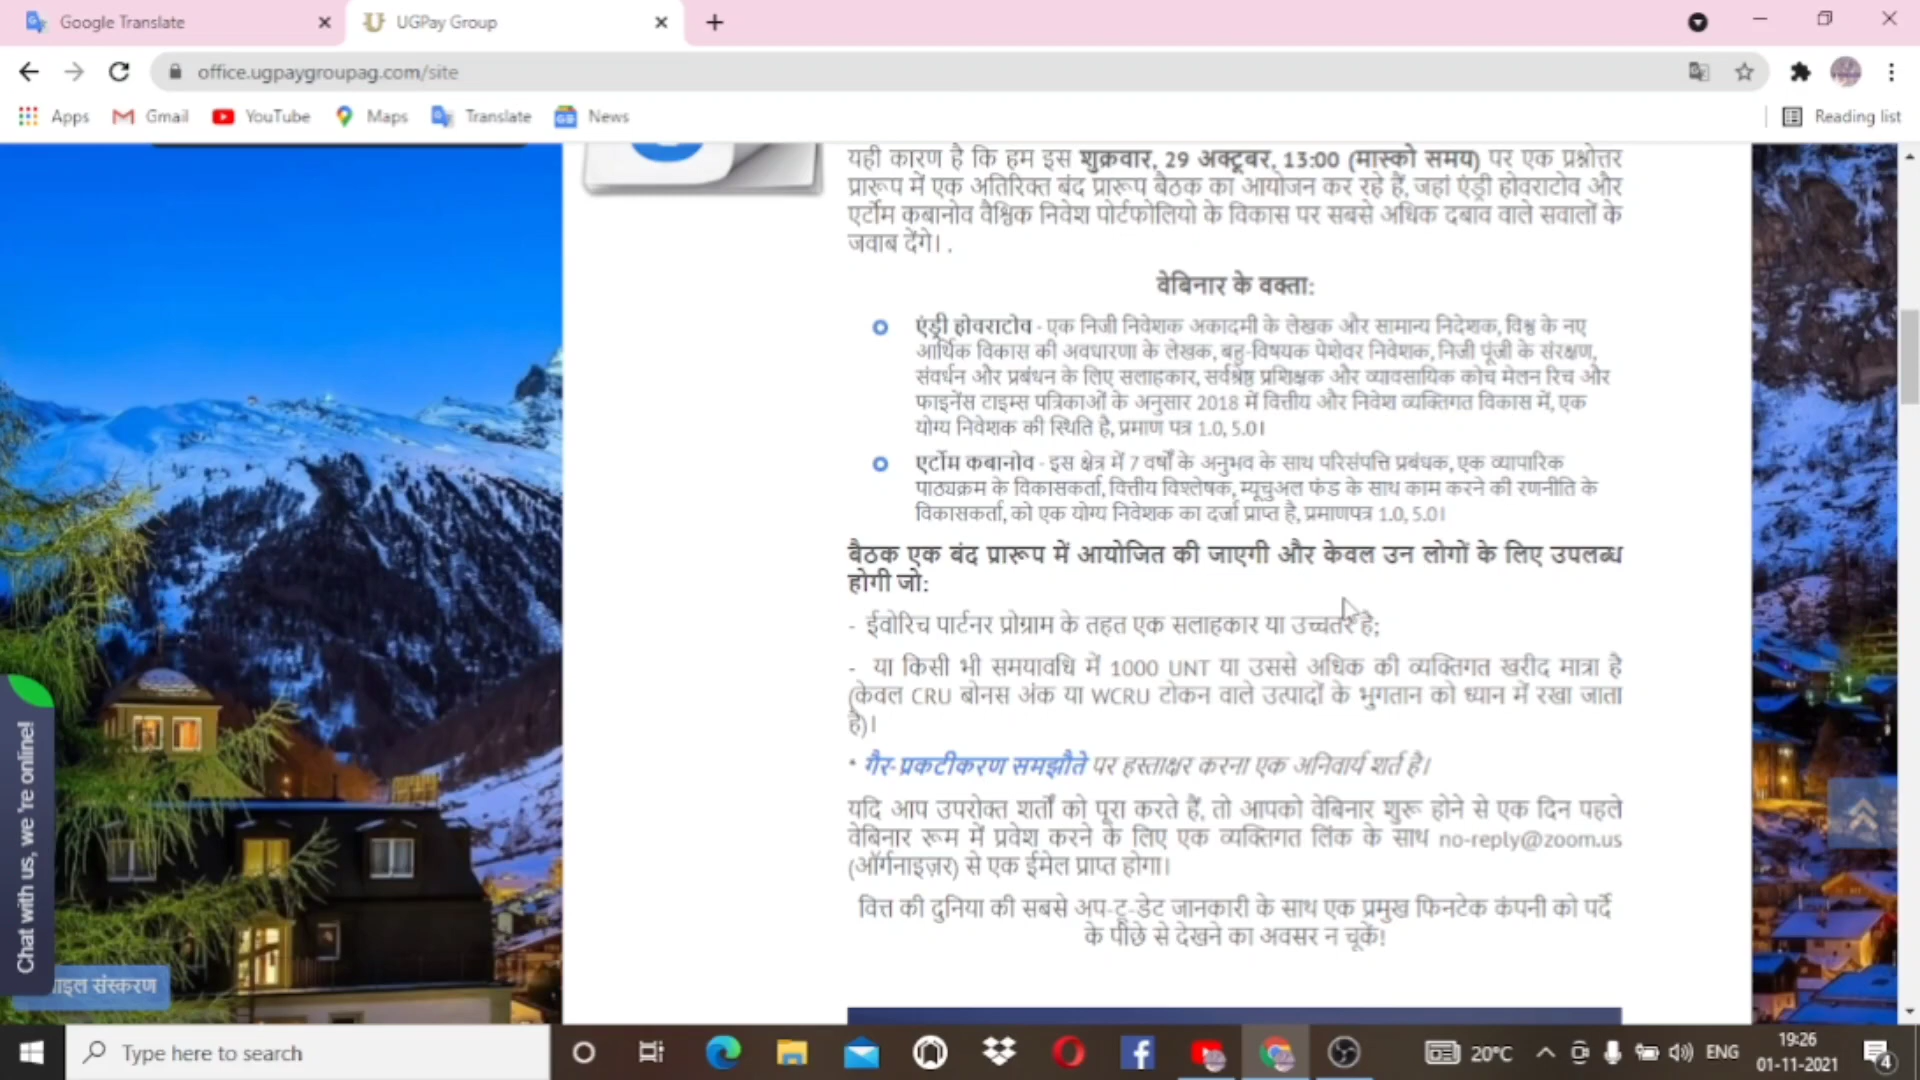 Google Translate
UGPay Group
office.ugpaygroupag.com/site
Apps Gmail YouTube Maps Translate News Reading list
यही कारण है कि हम इस शुक्रवार, 29 अक्टूबर, 13:00 (मास्को समय) पर एक प्रश्नोत्तर
प्रारूप में एक अतिरिक्त बंद प्रारूप बैठक का आयोजन कर रहे हैं, जहां एंड्री होवराटोव और
एर्टोम कबानोव वैश्विक निवेश पोर्टफोलियो के विकास पर सबसे अधिक दबाव वाले सवालों के
जवाब देंगे। .
वेबिनार के वक्ता:
एंड्री होवराटोव - एक निजी निवेशक अकादमी के लेखक और सामान्य निदेशक, विश्व के नए
आर्थिक विकास की अवधारणा के लेखक, बहु-विषयक पेशेवर निवेशक, निजी पूंजी के संरक्षण,
संवर्धन और प्रबंधन के लिए सलाहकार, सर्वश्रेष्ठ प्रशिक्षक और व्यावसायिक कोच मेलन रिच और
फाइनेंस टाइम्स पत्रिकाओं के अनुसार 2018 में वित्तीय और निवेश व्यक्तिगत विकास में, एक
योग्य निवेशक की स्थिति है, प्रमाण पत्र 1.0, 5.0।
एर्टोम कबानोव - इस क्षेत्र में 7 वर्षों के अनुभव के साथ परिसंपत्ति प्रबंधक, एक व्यापारिक
पाठ्यक्रम के विकासकर्ता, वित्तीय विश्लेषक, म्यूचुअल फंड के साथ काम करने की रणनीति के
विकासकर्ता, को एक योग्य निवेशक का दर्जा प्राप्त है, प्रमाणपत्र 1.0, 5.0।
बैठक एक बंद प्रारूप में आयोजित की जाएगी और केवल उन लोगों के लिए उपलब्ध
होगी जो:
- ईवोरिच पार्टनर प्रोग्राम के तहत एक सलाहकार या उच्चतर है;
- या किसी भी समयावधि में 1000 UNT या उससे अधिक की व्यक्तिगत खरीद मात्रा है
(केवल CRU बोनस अंक या WCRU टोकन वाले उत्पादों के भुगतान को ध्यान में रखा जाता
है)।
* गैर-प्रकटीकरण समझौते पर हस्ताक्षर करना एक अनिवार्य शर्त है।
यदि आप उपरोक्त शर्तों को पूरा करते हैं, तो आपको वेबिनार शुरू होने से एक दिन पहले
वेबिनार रूम में प्रवेश करने के लिए एक व्यक्तिगत लिंक के साथ no-reply@zoom.us
(ऑर्गनाइज़र) से एक ईमेल प्राप्त होगा।
वित्त की दुनिया की सबसे अप-टू-डेट जानकारी के साथ एक प्रमुख फिनटेक कंपनी को पर्दे
के पीछे से देखने का अवसर न चूकें!
Chat with us, we're online!
संस्करण
Type here to search
20°C
ENG
19:26
01-11-2021
4